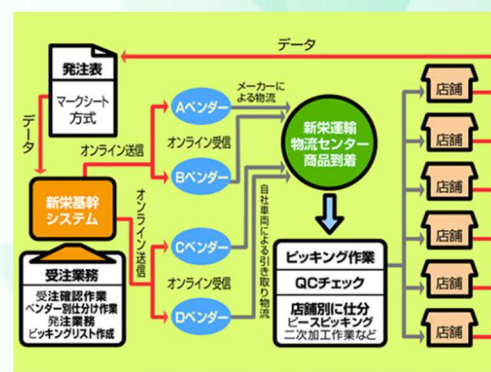 データ
発注表
マークシート
方式
データ
新栄基幹
システム
受注業務
受注確認作業
ベンダー別仕分け作業
発注業務
ピッキングリスト作成
オンライン送信
オンライン送信
Aベンダー
オンライン受信
Bベンダー
Cベンダー
オンライン受信
Dベンダー
メーカーに
よる物流
自社車両による引き取り物流
新栄運輸
物流センター
商品到着
ピッキング作業
QCチェック
店舗別に仕分
ピースピッキング
二次加工作業など
店舗
店舗
店舗
店舗
店舗
店舗